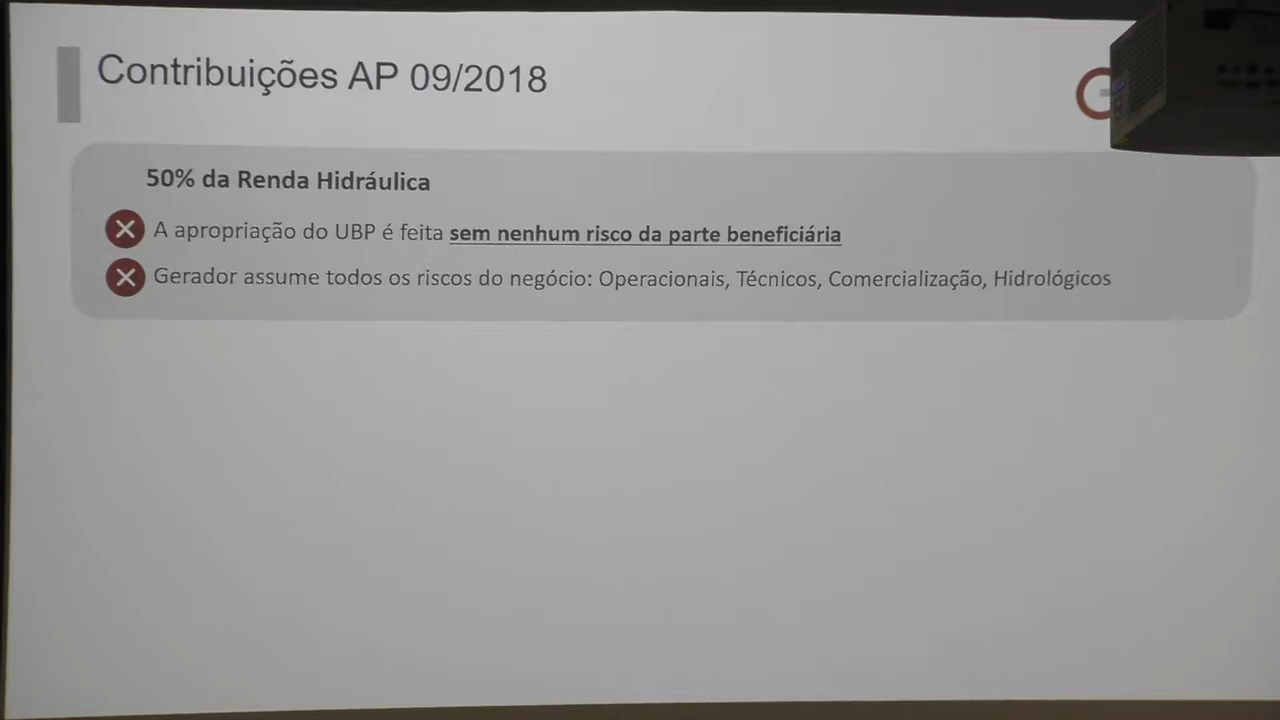 Contribuições AP 09/2018
50% da Renda Hidráulica
A apropriação do UBP é feita sem nenhum risco da parte beneficiária
Gerador assume todos os riscos do negócio: Operacionais, Técnicos, Comercialização, Hidrológicos